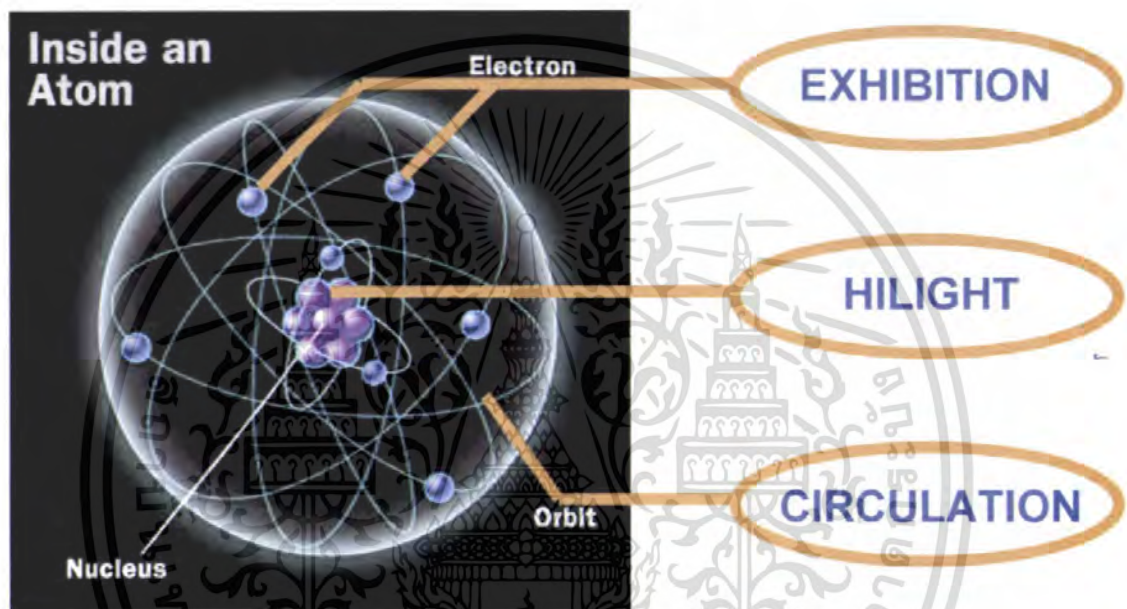 Inside an
Atom
Electron
EXHIBITION
HILIGHT
Orbit
CIRCULATION
Nucleus